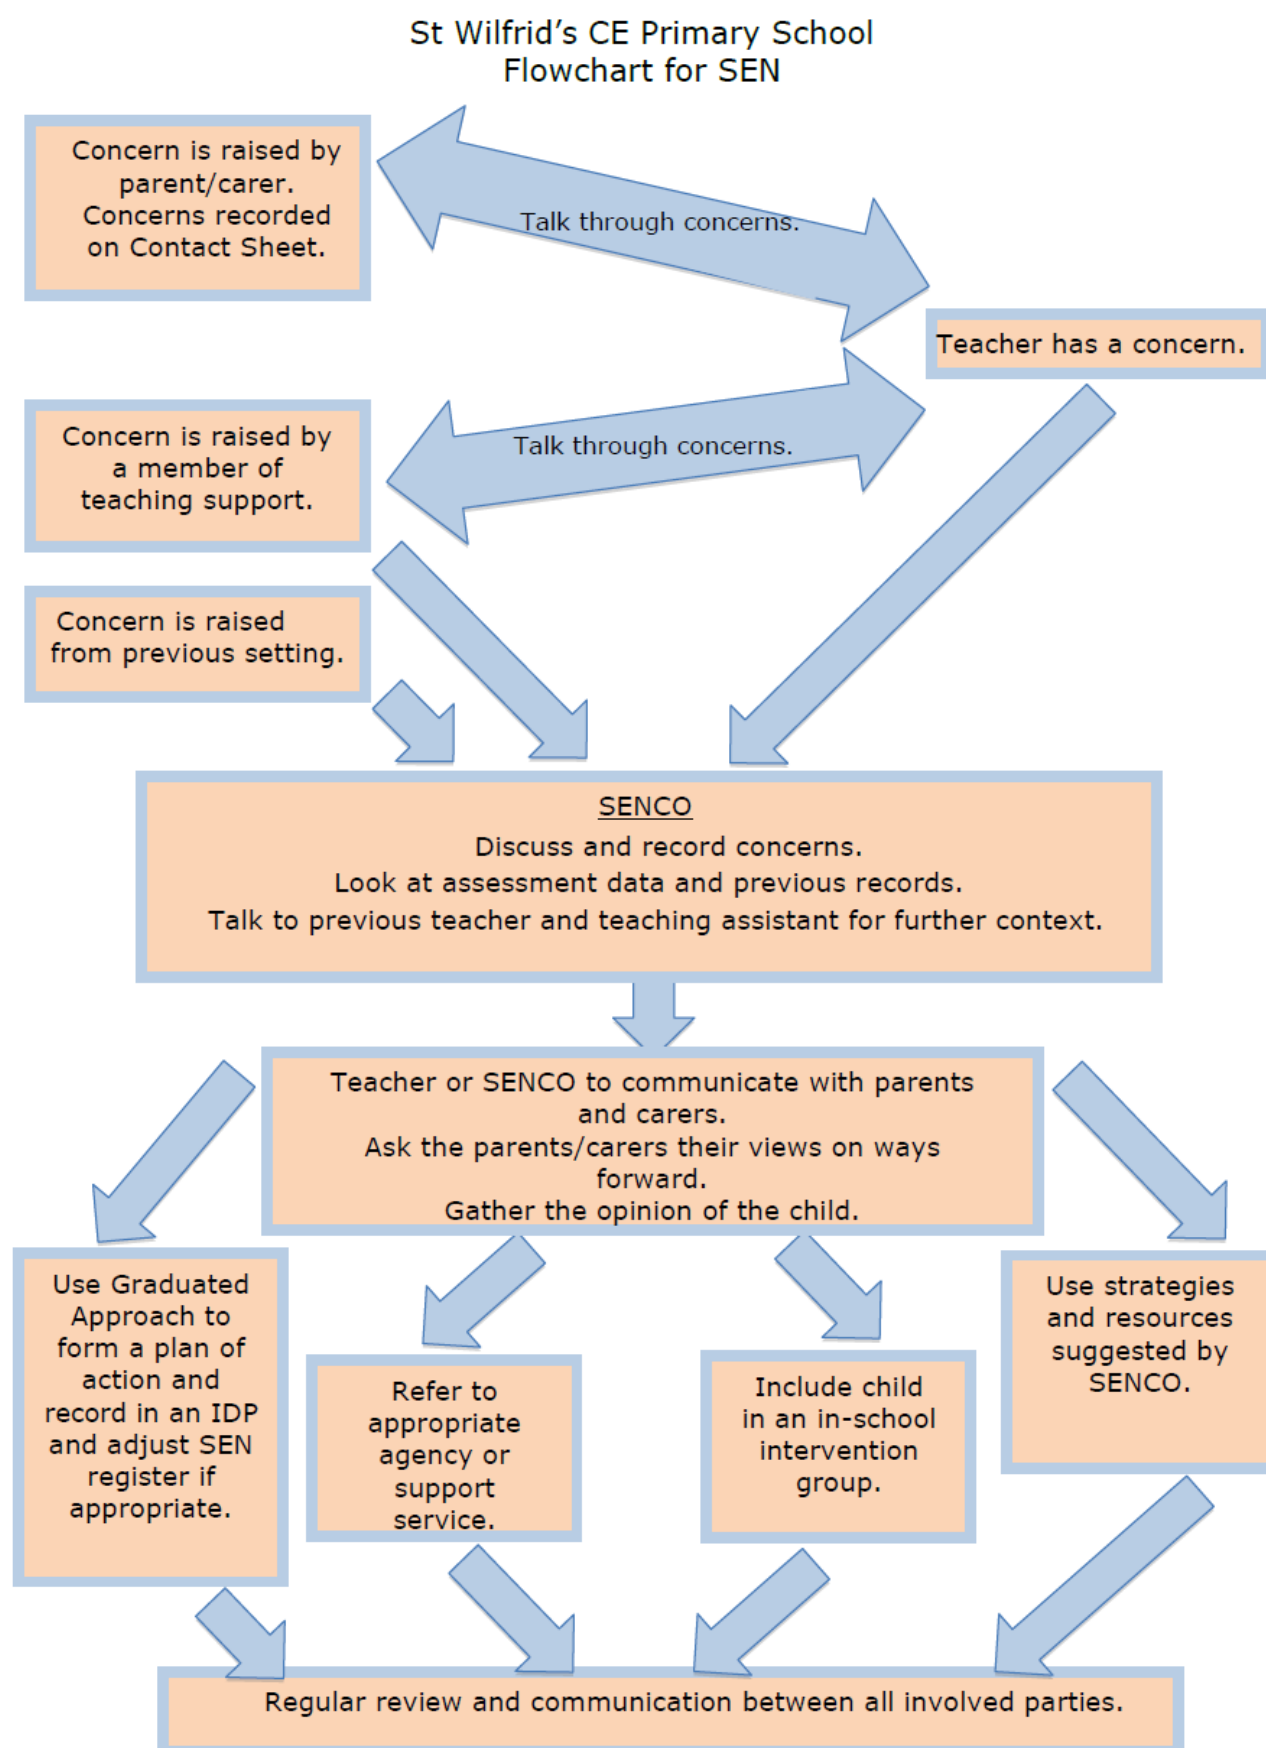 St Wilfrid's CE Primary School
Flowchart for SEN
Concern is raised by
parent/carer.
Concerns recorded
on Contact Sheet.
Talk through concerns.
Teacher has a concern.
Concern is raised by
a member of
teaching support.
Talk through concerns.
Concern is raised
from previous setting.
SENCO
Discuss and record concerns.
Look at assessment data and previous records.
Talk to previous teacher and teaching assistant for further context.
Teacher or SENCO to communicate with parents
and carers.
Ask the parents/carers their views on ways
forward.
Gather the opinion of the child.
Use Graduated
Approach to
form a plan of
action and
record in an IDP
and adjust SEN
register if
appropriate.
Refer to
appropriate
agency or
support
service.
Include child
in an in-school
intervention
group.
Use strategies
and resources
suggested by
SENCO.
Regular review and communication between all involved parties.